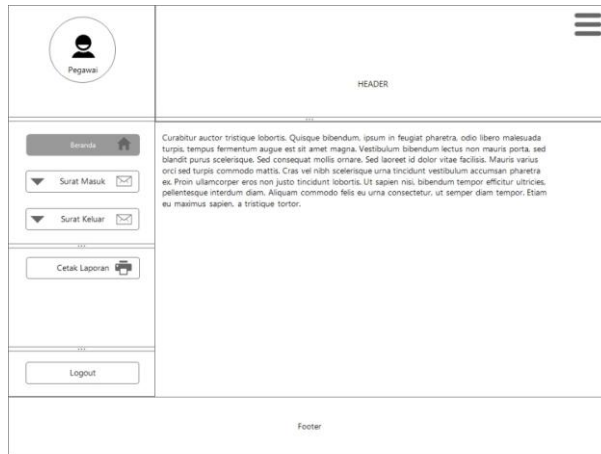 Pegawai
HEADER
Beranda
Surat Masuk
Surat Keluar
Cetak Laporan
Logout
Curabitur auctor tristique lobortis. Quisque bibendum, ipsum in feugiat pharetra, odio libero malesuada
turpis, tempus fermentum augue est sit amet magna. Vestibulum bibendum lectus non mauris porta, sed
blandit purus scelerisque. Sed consequat mollis ornare. Sed laoreet id dolor vitae facilisis. Mauris varius
orci sed turpis commodo mattis. Cras vel nibh scelerisque urna tincidunt vestibulum accumsan pharetra
ex. Proin ullamcorper eros non justo tincidunt lobortis. Ut sapien nisi, bibendum tempor efficitur ultricies,
pellentesque interdum diam. Aliquam commodo felis eu urna consectetur, ut semper diam tempor. Etiam
eu maximus sapien, a tristique tortor.
Footer